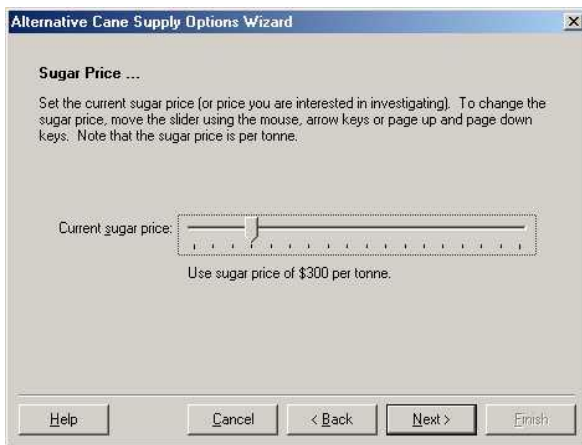 Alternative Cane Supply Options Wizard
Sugar Price ...
Set the current sugar price (or price you are interested in investigating). To change the
sugar price, move the slider using the mouse, arrow keys or page up and page down
keys. Note that the sugar price is per tonne.
Current sugar price:
Use sugar price of $300 per tonne.
Help Cancel < Back Next > Finish